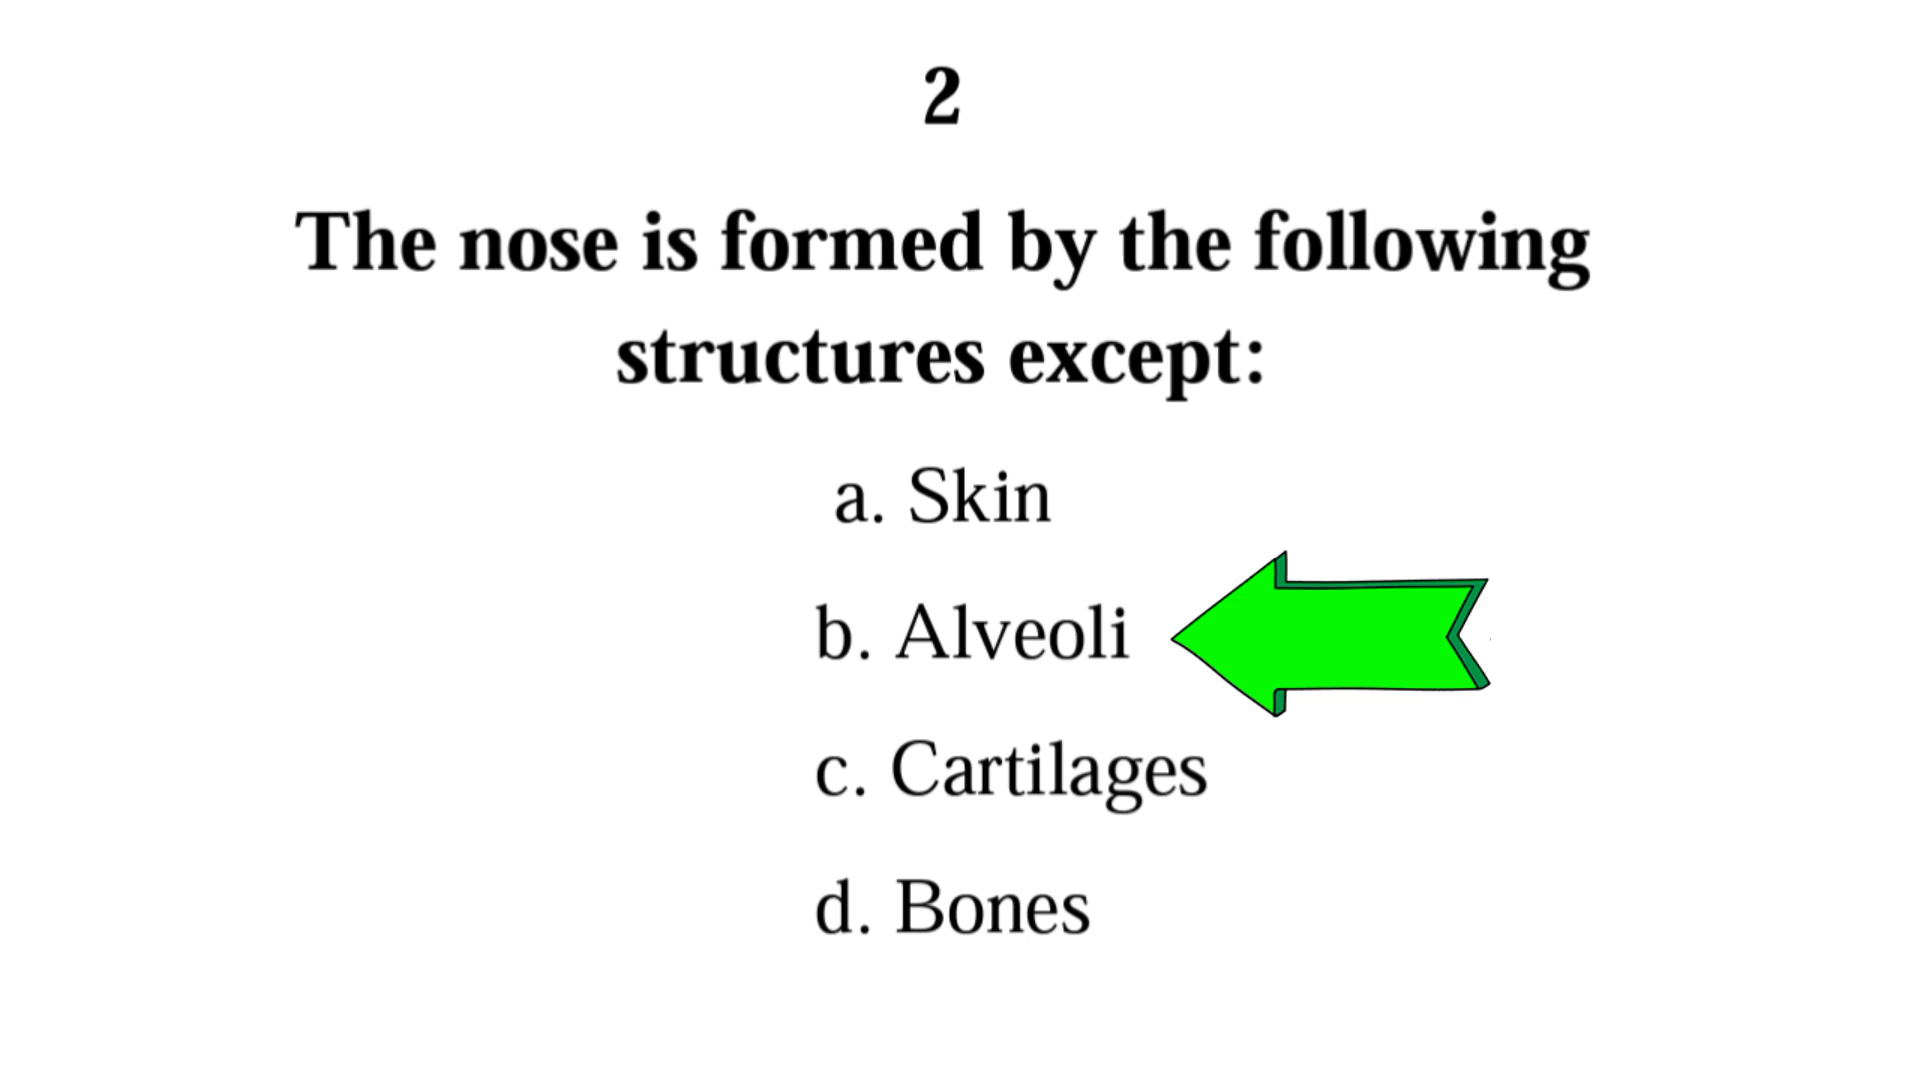 2
The nose is formed by the following
structures except:
a. Skin
b. Alveoli
c. Cartilages
d. Bones